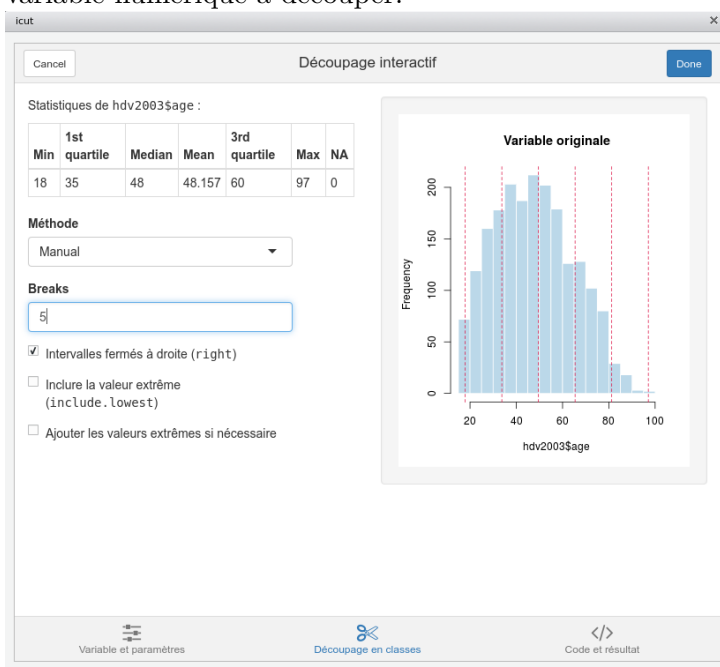 variable numérique à découper.
icut ×
Cancel Découpage interactif Done
Statistiques de hdv2003$age :
Min 1st quartile Median Mean 3rd quartile Max NA
18 35 48 48.157 60 97 0
Méthode
Manual
Breaks
5
Intervalles fermés à droite (right)
Inclure la valeur extrême
(include.lowest)
Ajouter les valeurs extrêmes si nécessaire
Variable originale
Frequency
200
150
100
50
0
20 40 60 80 100
hdv2003$age
Variable et paramètres Découpage en classes Code et résultat